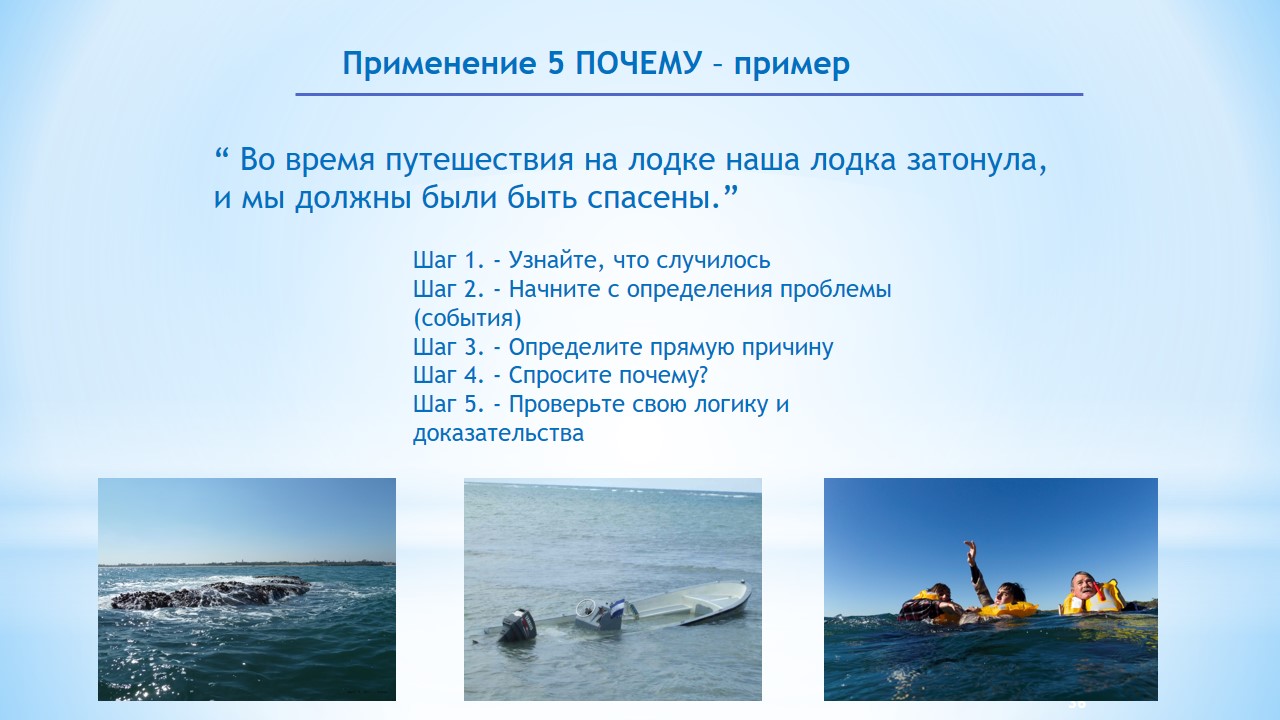 Применение 5 ПОЧЕМУ – пример
“ Во время путешествия на лодке наша лодка затонула,
и мы должны были быть спасены.”
Шаг 1. - Узнайте, что случилось
Шаг 2. - Начните с определения проблемы
(события)
Шаг 3. - Определите прямую причину
Шаг 4. - Спросите почему?
Шаг 5. - Проверьте свою логику и
доказательства